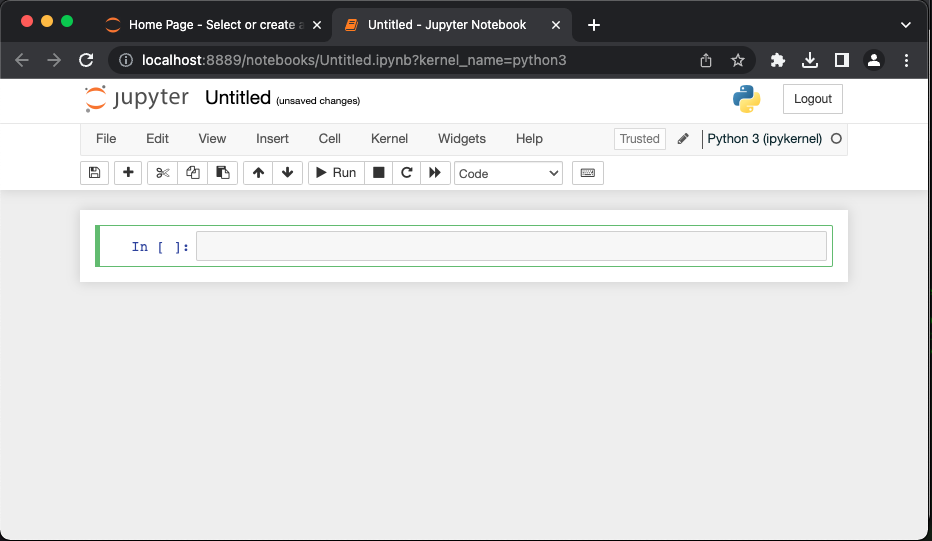 Home Page - Select or create a
Untitled - Jupyter Notebook
localhost:8889/notebooks/Untitled.ipynb?kernel_name=python3
jupyter Untitled (unsaved changes)
Logout
File Edit View Insert Cell Kernel Widgets Help Trusted Python 3 (ipykernel)
Run Code
In [ ]: